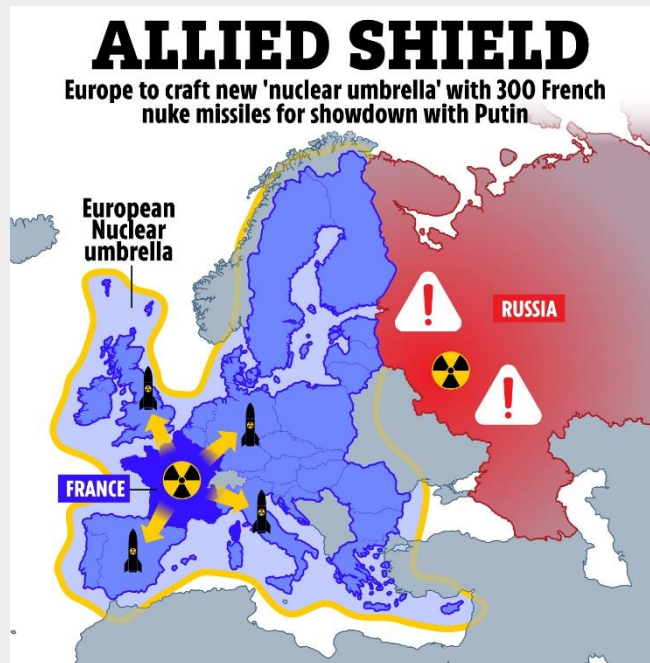 ALLIED SHIELD
Europe to craft new 'nuclear umbrella' with 300 French
nuke missiles for showdown with Putin
European
Nuclear
umbrella
RUSSIA
FRANCE